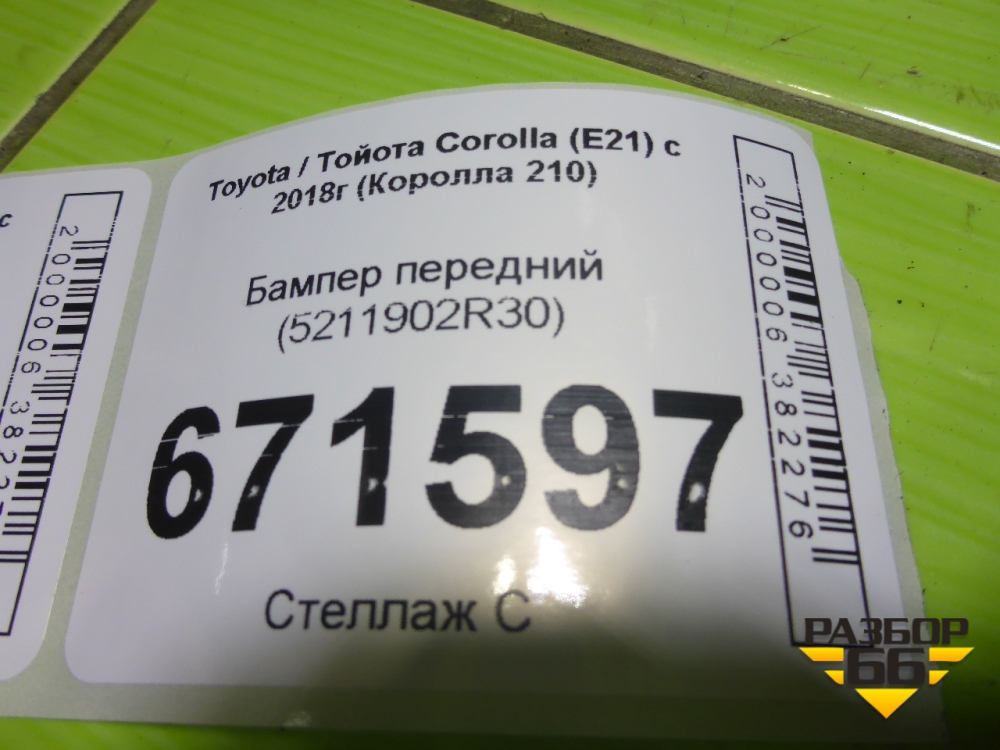 Toyota / Тойота Corolla (E21) с
2018г (Королла 210)
Бампер передний
(5211902R30)
671597
Стеллаж С
2000006382276
с
РАЗБОР
66